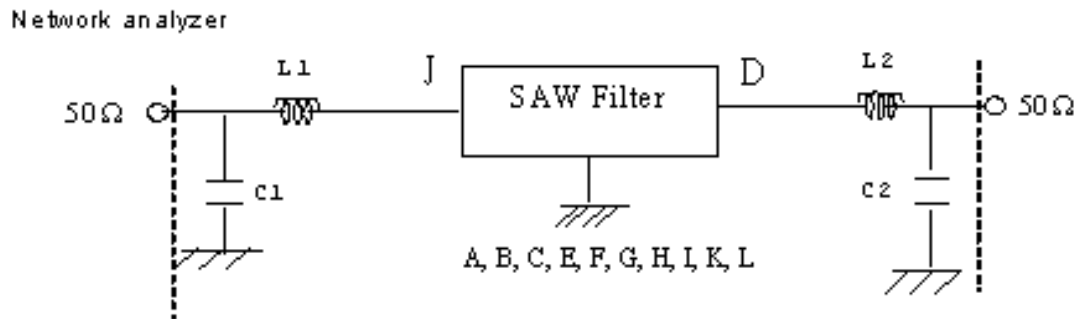 Network analyzer
L1
J
SAW Filter
D
L2
50Ω
50Ω
C1
C2
A, B, C, E, F, G, H, I, K, L